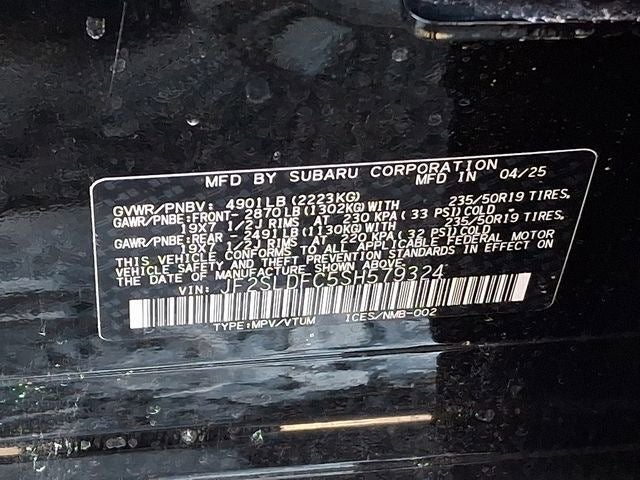 MFD BY SUBARU CORPORATION
MFD IN 04/25
GVWR/PNBV: 4901LB(2223KG)
GAWR/PNBE:FRONT- 2870LB(1302KG)WITH 235/50R19 TIRES,
19X7 1/2J RIMS AT 230 KPA( 33 PSI)COLD
GAWR/PNBE:REAR - 2491LB(1130KG)WITH 235/50R19 TIRES,
19X7 1/2J RIMS AT 220 KPA( 32 PSI)COLD
THIS VEHICLE CONFORMS TO ALL APPLICABLE FEDERAL MOTOR
VEHICLE SAFETY AND THEFT PREVENTION STANDARDS IN EFFECT ON
THE DATE OF MANUFACTURE SHOWN ABOVE.
VIN: JF2SLDFC5SH579324
TYPE:MPV/VTUM ICES/NMB-002